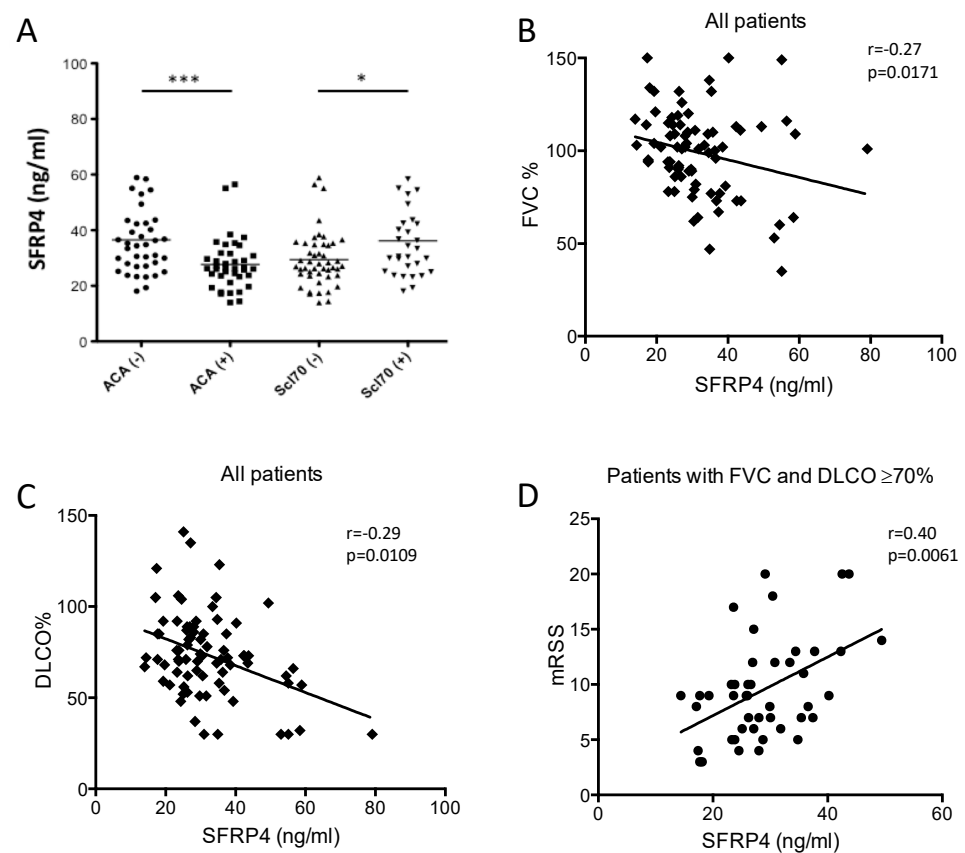 A
SFRP4 (ng/ml)
100
80
60
40
20
0
***
*
ACA (-)
ACA (+)
Scl70 (-)
Scl70 (+)
B
All patients
r=-0.27
p=0.0171
FVC %
150
100
50
0
0 20 40 60 80 100
SFRP4 (ng/ml)
C
All patients
r=-0.29
p=0.0109
DLCO%
150
100
50
0
0 20 40 60 80 100
SFRP4 (ng/ml)
D
Patients with FVC and DLCO ≥70%
r=0.40
p=0.0061
mRSS
25
20
15
10
5
0
0 20 40 60
SFRP4 (ng/ml)